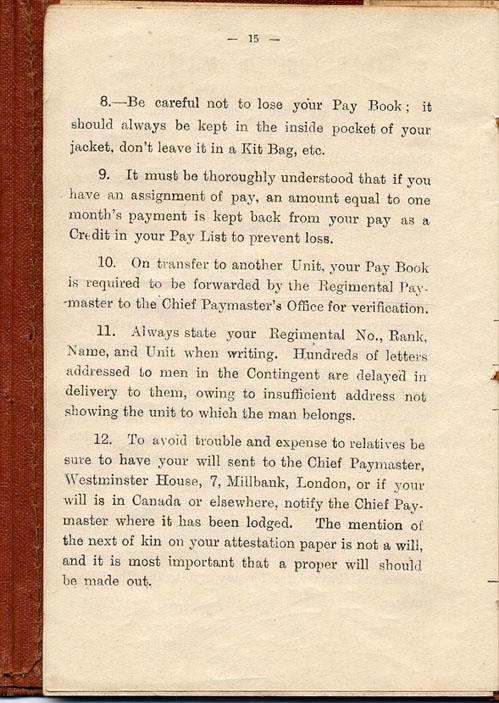 — 15 —
8.—Be careful not to lose your Pay Book; it
should always be kept in the inside pocket of your
jacket, don't leave it in a Kit Bag, etc.
9. It must be thoroughly understood that if you
have an assignment of pay, an amount equal to one
month's payment is kept back from your pay as a
Credit in your Pay List to prevent loss.
10. On transfer to another Unit, your Pay Book
is required to be forwarded by the Regimental Pay-
-master to the Chief Paymaster's Office for verification.
11. Always state your Regimental No., Rank,
Name, and Unit when writing. Hundreds of letters
addressed to men in the Contingent are delayed in
delivery to them, owing to insufficient address not
showing the unit to which the man belongs.
12. To avoid trouble and expense to relatives be
sure to have your will sent to the Chief Paymaster,
Westminster House, 7, Millbank, London, or if your
will is in Canada or elsewhere, notify the Chief Pay-
master where it has been lodged. The mention of
the next of kin on your attestation paper is not a will,
and it is most important that a proper will should
be made out.